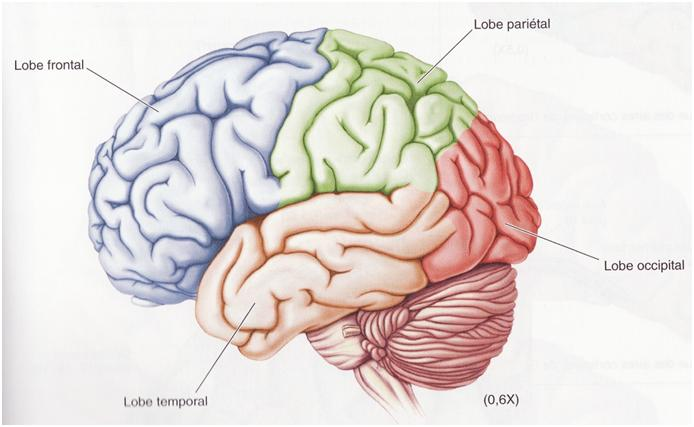 Lobe pariétal
Lobe frontal
Lobe occipital
Lobe temporal
(0,6X)